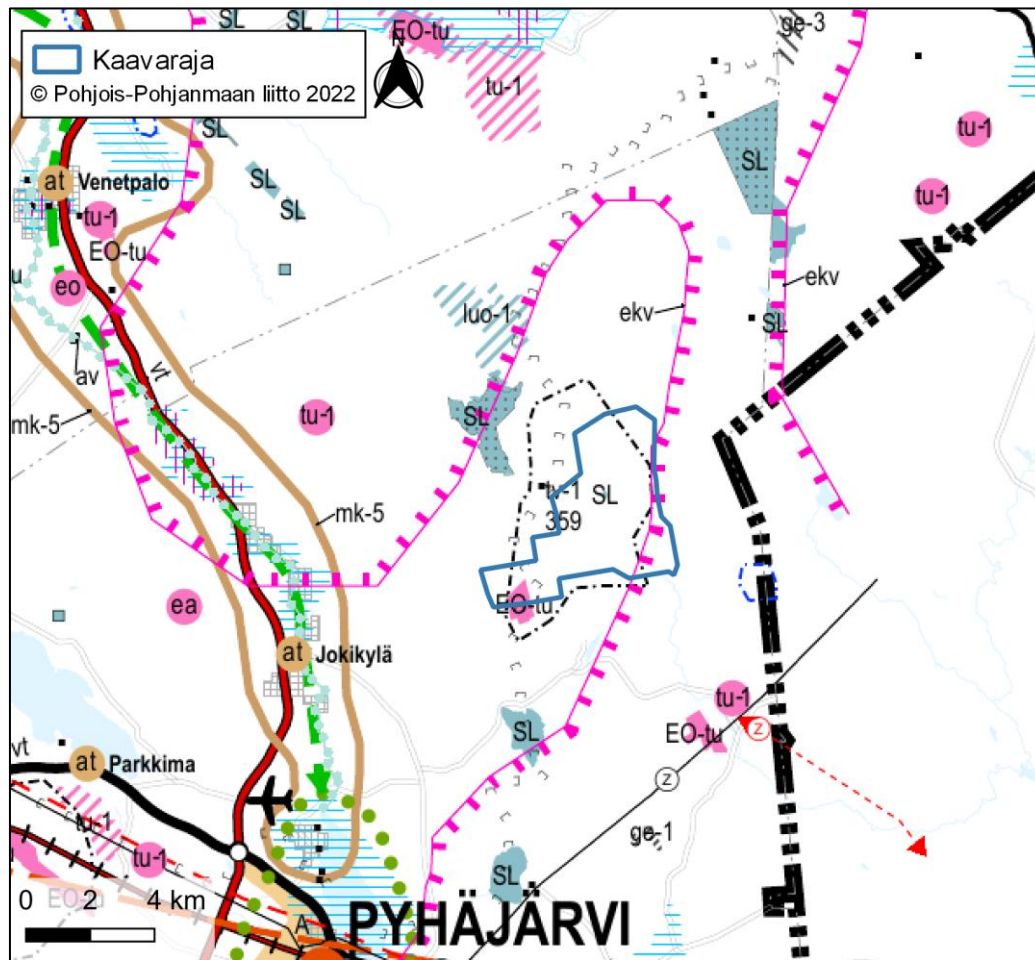 SL
SL
EO-tu
ge-3
N
Kaavaraja
© Pohjois-Pohjanmaan liitto 2022
tu-1
tu-1
SL
SL
SL
SL
at Venetpalo
tu-1
tu-1
EO-tu
eo
ekv
ekv
luo-1
SL
vt
av
mk-5
tu-1
SL
mk-5
tv-1
SL
359
EO-tu
ea
at Jokikylä
tu-1
SL
EO-tu
z
vt
at Parkkima
z
tu-1
tu-1
ge-1
SL
EO-tu
0 2 4 km
A
PYHÄJÄRVI